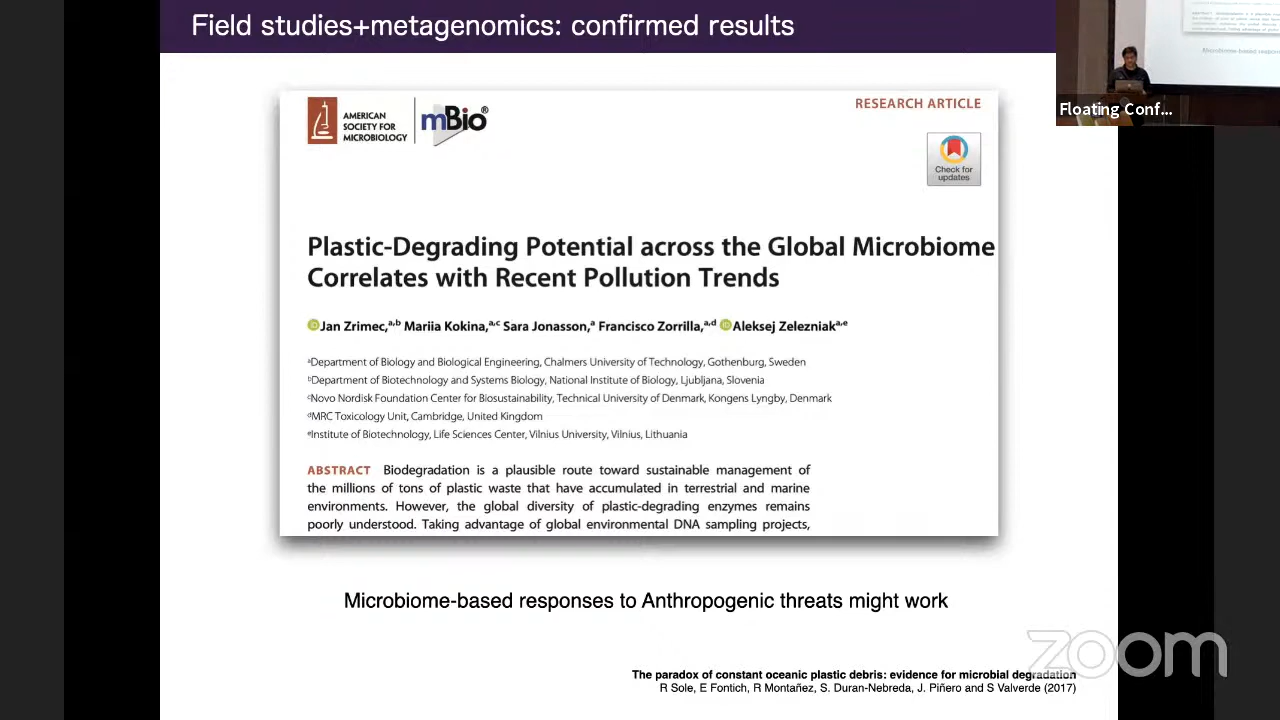 Field studies+metagenomics: confirmed results
Microbiome-based respons
Floating Conf...
AMERICAN
SOCIETY FOR
MICROBIOLOGY
mBio®
RESEARCH ARTICLE
Check for
updates
Plastic-Degrading Potential across the Global Microbiome
Correlates with Recent Pollution Trends
iD Jan Zrimec,a,b Mariia Kokina,a,c Sara Jonasson,a Francisco Zorrilla,a,d iD Aleksej Zelezniaka,e
aDepartment of Biology and Biological Engineering, Chalmers University of Technology, Gothenburg, Sweden
bDepartment of Biotechnology and Systems Biology, National Institute of Biology, Ljubljana, Slovenia
cNovo Nordisk Foundation Center for Biosustainability, Technical University of Denmark, Kongens Lyngby, Denmark
dMRC Toxicology Unit, Cambridge, United Kingdom
eInstitute of Biotechnology, Life Sciences Center, Vilnius University, Vilnius, Lithuania
ABSTRACT Biodegradation is a plausible route toward sustainable management of
the millions of tons of plastic waste that have accumulated in terrestrial and marine
environments. However, the global diversity of plastic-degrading enzymes remains
poorly understood. Taking advantage of global environmental DNA sampling projects,
Microbiome-based responses to Anthropogenic threats might work
zoom
The paradox of constant oceanic plastic debris: evidence for microbial degradation
R Sole, E Fontich, R Montañez, S. Duran-Nebreda, J. Piñero and S Valverde (2017)